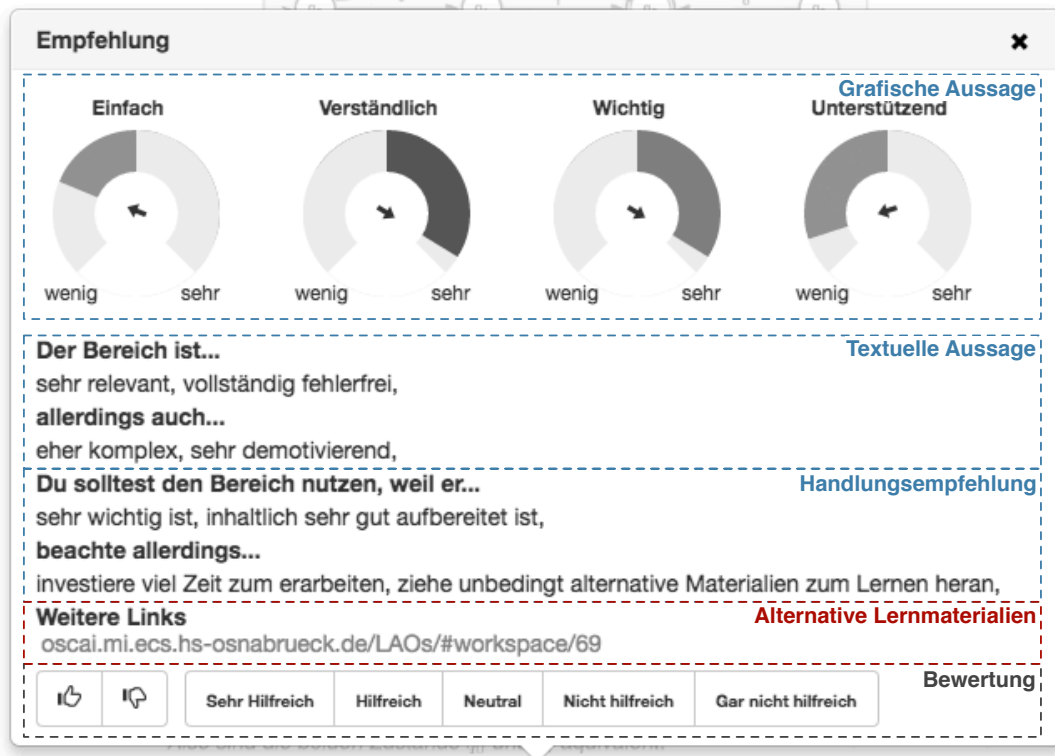 Empfehlung
Grafische Aussage
Einfach Verständlich Wichtig Unterstützend
wenig sehr wenig sehr wenig sehr wenig sehr
Der Bereich ist... Textuelle Aussage
sehr relevant, vollständig fehlerfrei,
allerdings auch...
eher komplex, sehr demotivierend,
Du solltest den Bereich nutzen, weil er... Handlungsempfehlung
sehr wichtig ist, inhaltlich sehr gut aufbereitet ist,
beachte allerdings...
investiere viel Zeit zum erarbeiten, ziehe unbedingt alternative Materialien zum Lernen heran,
Weitere Links Alternative Lernmaterialien
oscai.mi.ecs.hs-osnabrueck.de/LAOs/#workspace/69
Bewertung
Sehr Hilfreich Hilfreich Neutral Nicht hilfreich Gar nicht hilfreich